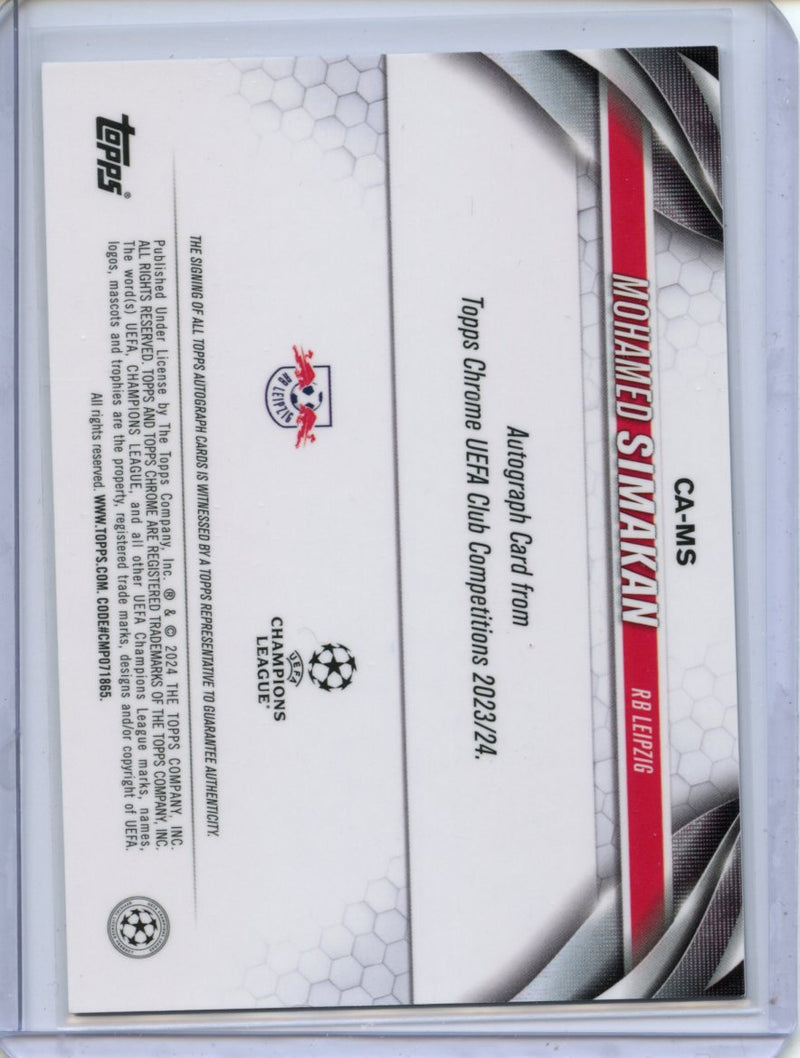 CA-MS
MOHAMED SIMAKAN RB LEIPZIG
Autograph Card from
Topps Chrome UEFA Club Competitions 2023/24.
RB LEIPZIG
UEFA
CHAMPIONS
LEAGUE®
THE SIGNING OF ALL TOPPS AUTOGRAPH CARDS IS WITNESSED BY A TOPPS REPRESENTATIVE TO GUARANTEE AUTHENTICITY.
topps®
Published Under License by The Topps Company, Inc. ® & © 2024 THE TOPPS COMPANY, INC.
ALL RIGHTS RESERVED. TOPPS AND TOPPS CHROME ARE REGISTERED TRADEMARKS OF THE TOPPS COMPANY, INC.
The word(s) UEFA, CHAMPIONS LEAGUE, and all other UEFA Champions League marks, names,
logos, mascots and trophies are the property, registered trade marks, designs and/or copyright of UEFA.
All rights reserved. WWW.TOPPS.COM. CODE#CMP071865.